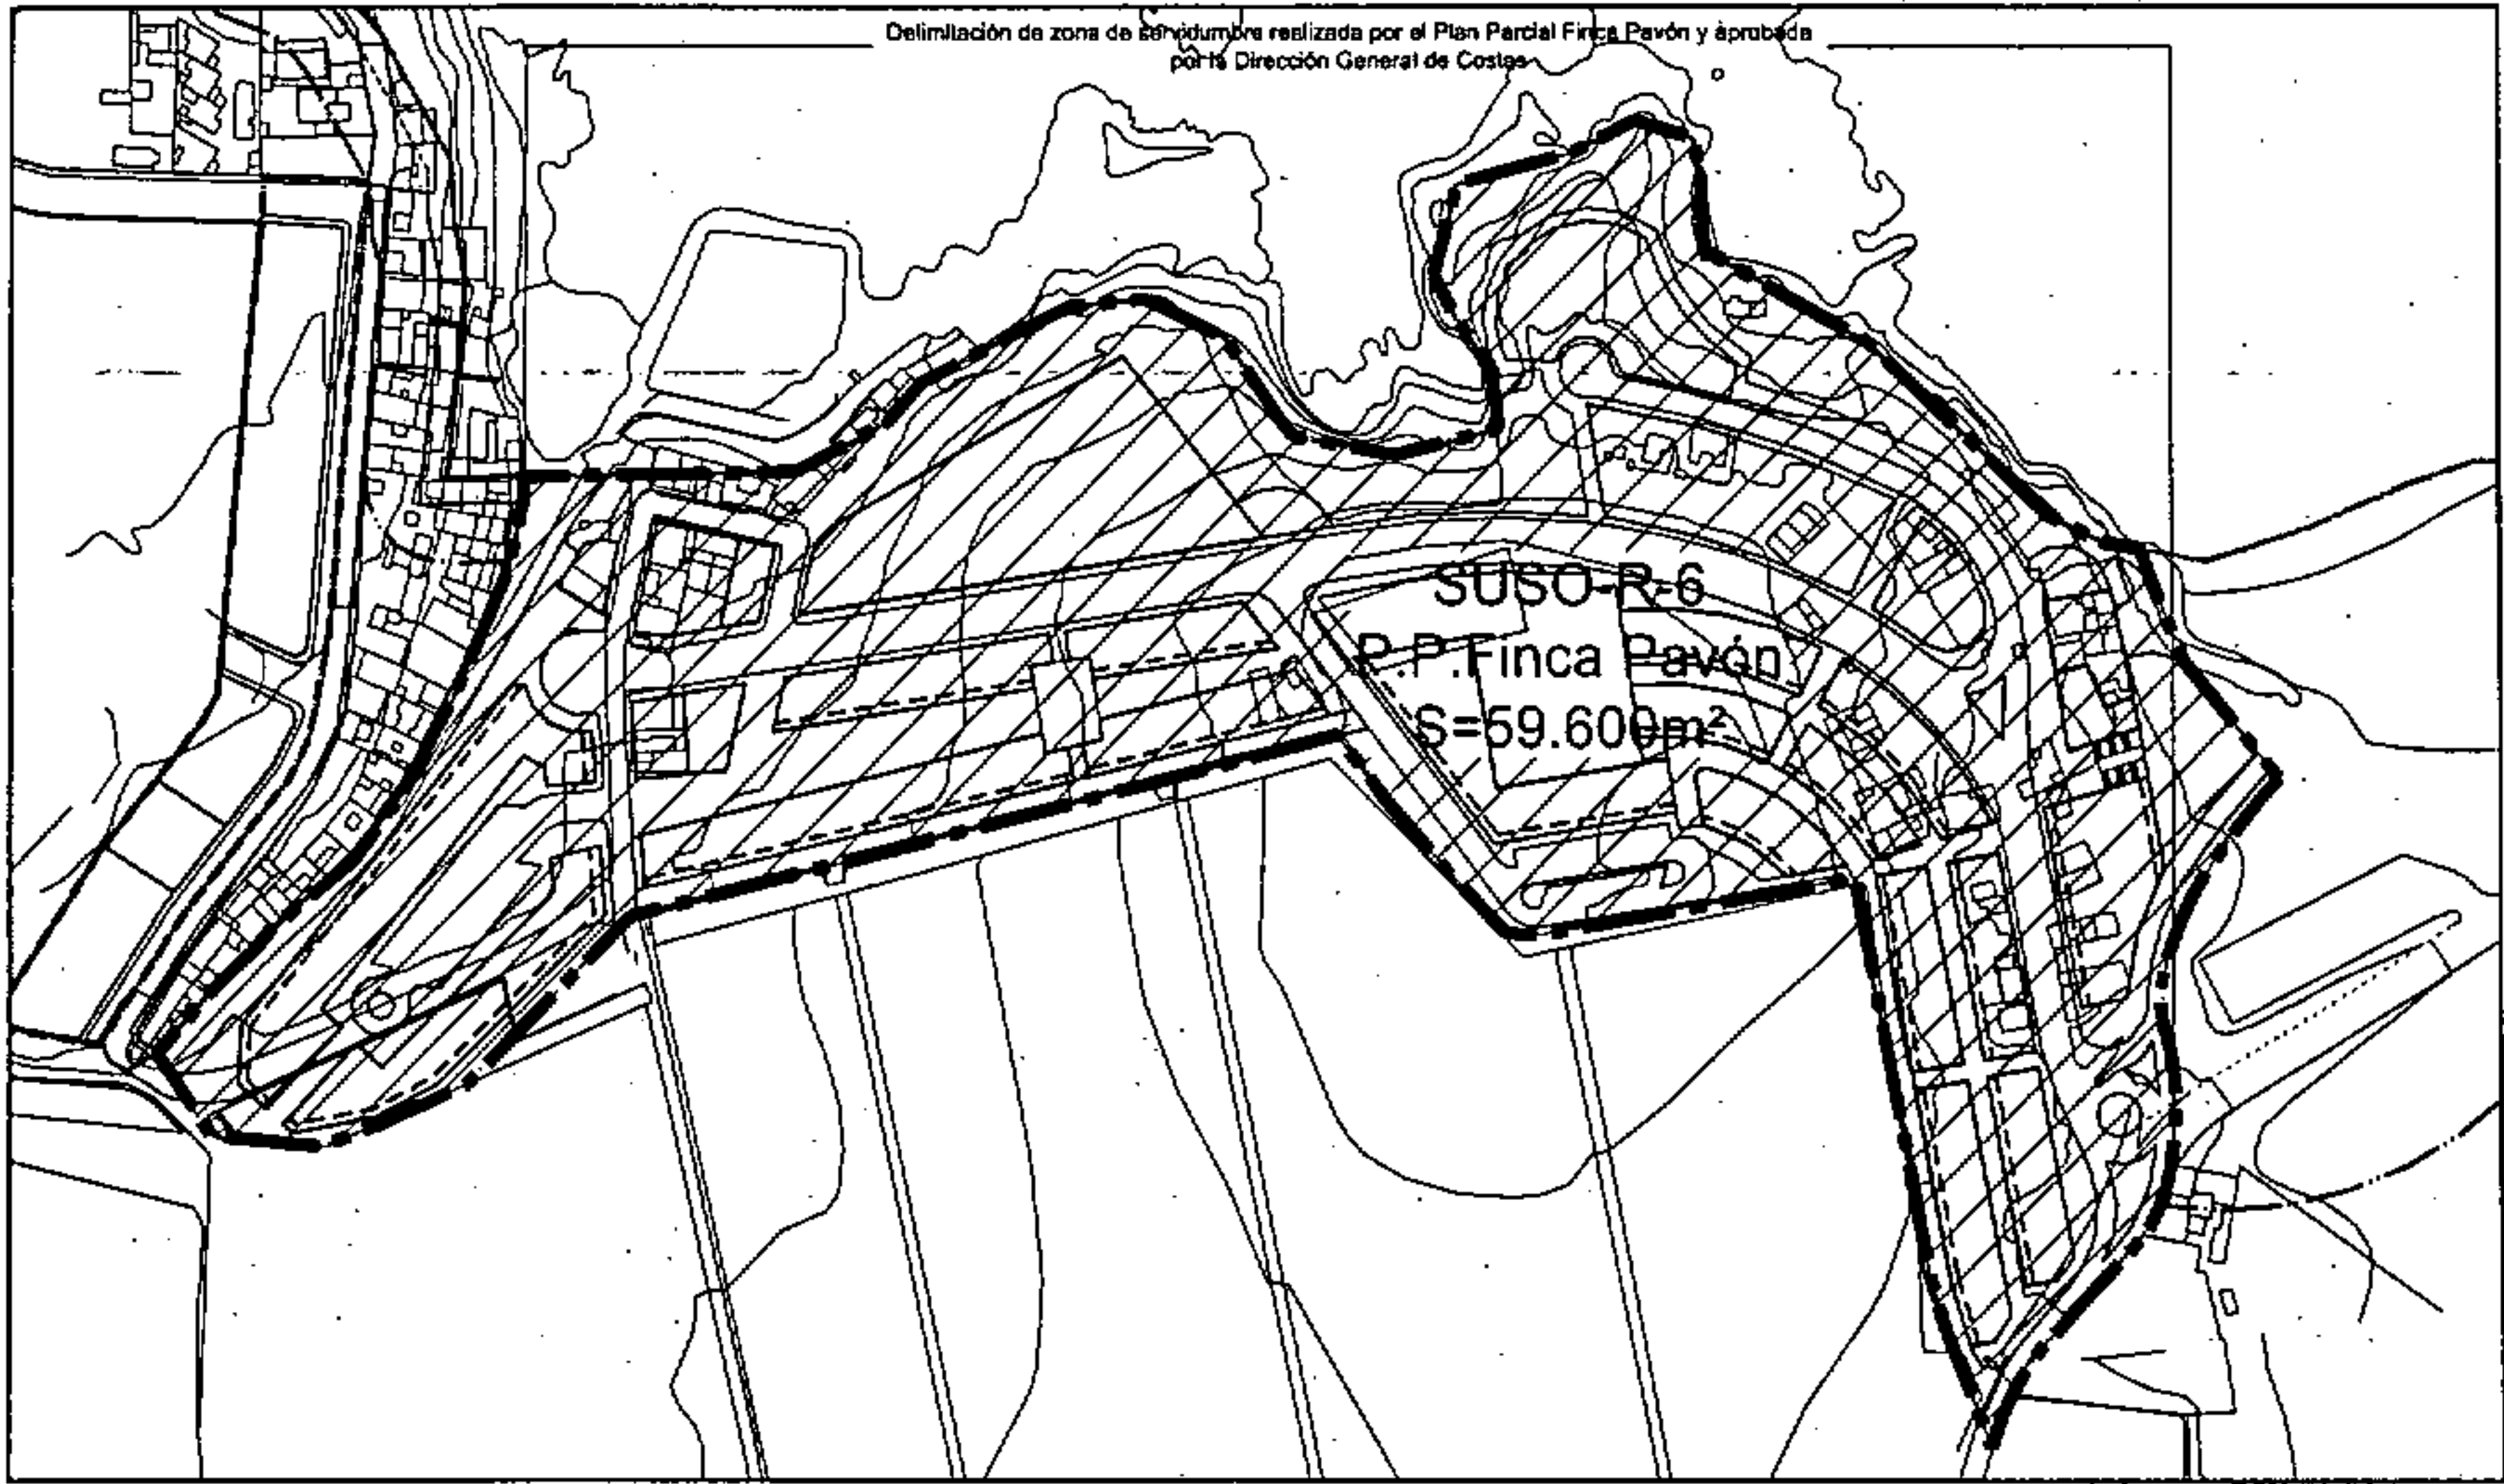 Delimitación de zona de servidumbre realizada por el Plan Parcial Finca Pavón y aprobada
por la Dirección General de Costas
SUSO-R-6
P.P.Finca Pavón
S=59.600m²